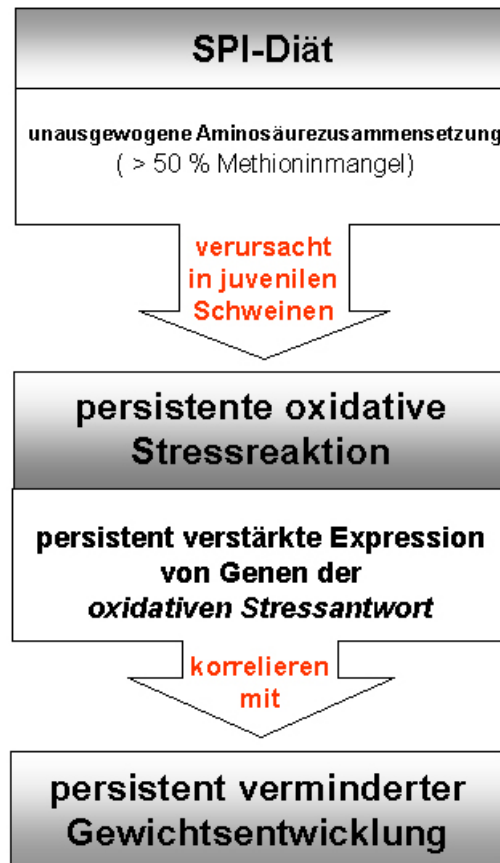 SPI-Diät
unausgewogene Aminosäurezusammensetzung
( > 50 % Methioninmangel)
verursacht
in juvenilen
Schweinen
persistente oxidative
Stressreaktion
persistent verstärkte Expression
von Genen der
oxidativen Stressantwort
korrelieren
mit
persistent verminderter
Gewichtsentwicklung